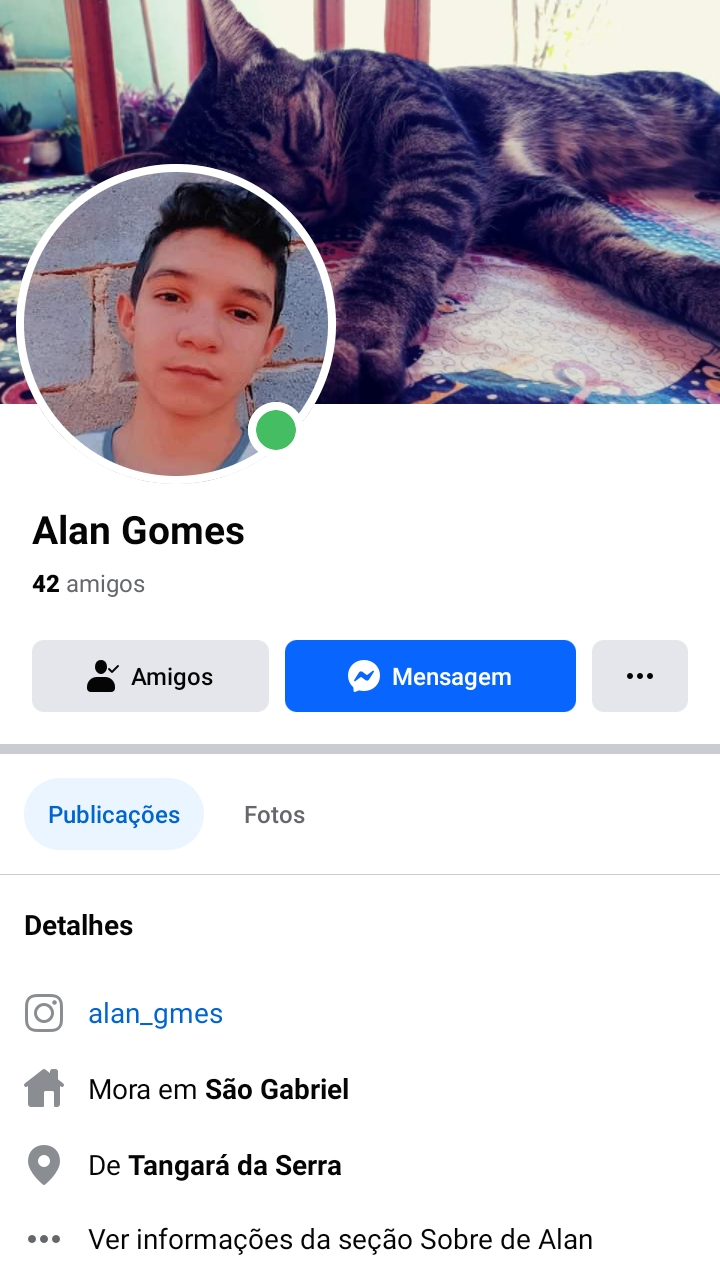 Alan Gomes
42 amigos
Amigos
Mensagem
Publicações
Fotos
Detalhes
alan_gmes
Mora em São Gabriel
De Tangará da Serra
Ver informações da seção Sobre de Alan